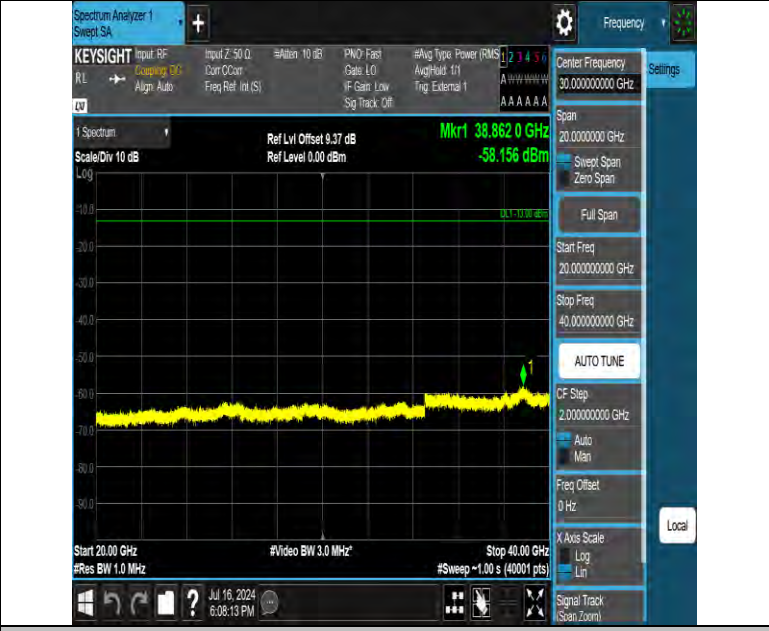 Spectrum Analyzer 1
Swept SA
+
Frequency
KEYSIGHT
RL
Input: RF
Coupling: DC
Align: Auto
Input Z: 50 Ω
Corr CCorr
Freq Ref: Int (S)
#Atten: 10 dB
PNO: Fast
Gate: LO
IF Gain: Low
Sig Track: Off
#Avg Type: Power (RMS
Avg|Hold: 1/1
Trig: External 1
1 2 3 4 5 6
A W W W W W
A A A A A A
LXI
Center Frequency
30.000000000 GHz
Settings
1 Spectrum
Scale/Div 10 dB
Ref Lvl Offset 9.37 dB
Ref Level 0.00 dBm
Mkr1 38.862 0 GHz
-58.156 dBm
Span
20.0000000 GHz
Swept Span
Zero Span
Full Span
Log
-10.0
DL1 -13.00 dBm
-20.0
-30.0
-40.0
-50.0
-60.0
-70.0
-80.0
-90.0
1
Start Freq
20.000000000 GHz
Stop Freq
40.000000000 GHz
AUTO TUNE
CF Step
2.000000000 GHz
Auto
Man
Freq Offset
0 Hz
X Axis Scale
Log
Lin
Signal Track
(Span Zoom)
Local
Start 20.00 GHz
#Res BW 1.0 MHz
#Video BW 3.0 MHz*
Stop 40.00 GHz
#Sweep ~1.00 s (40001 pts)
?
Jul 16, 2024
6:08:13 PM